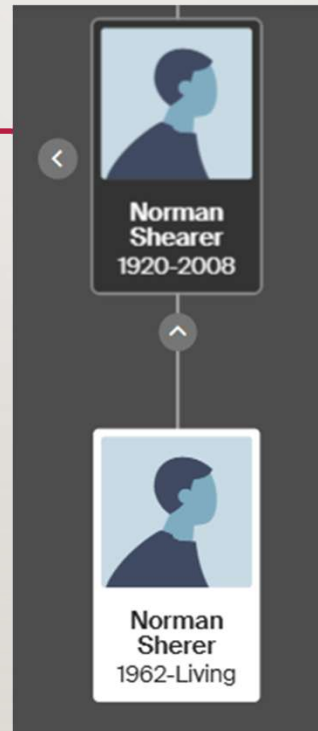 Norman
Shearer
1920-2008
Norman
Sherer
1962-Living